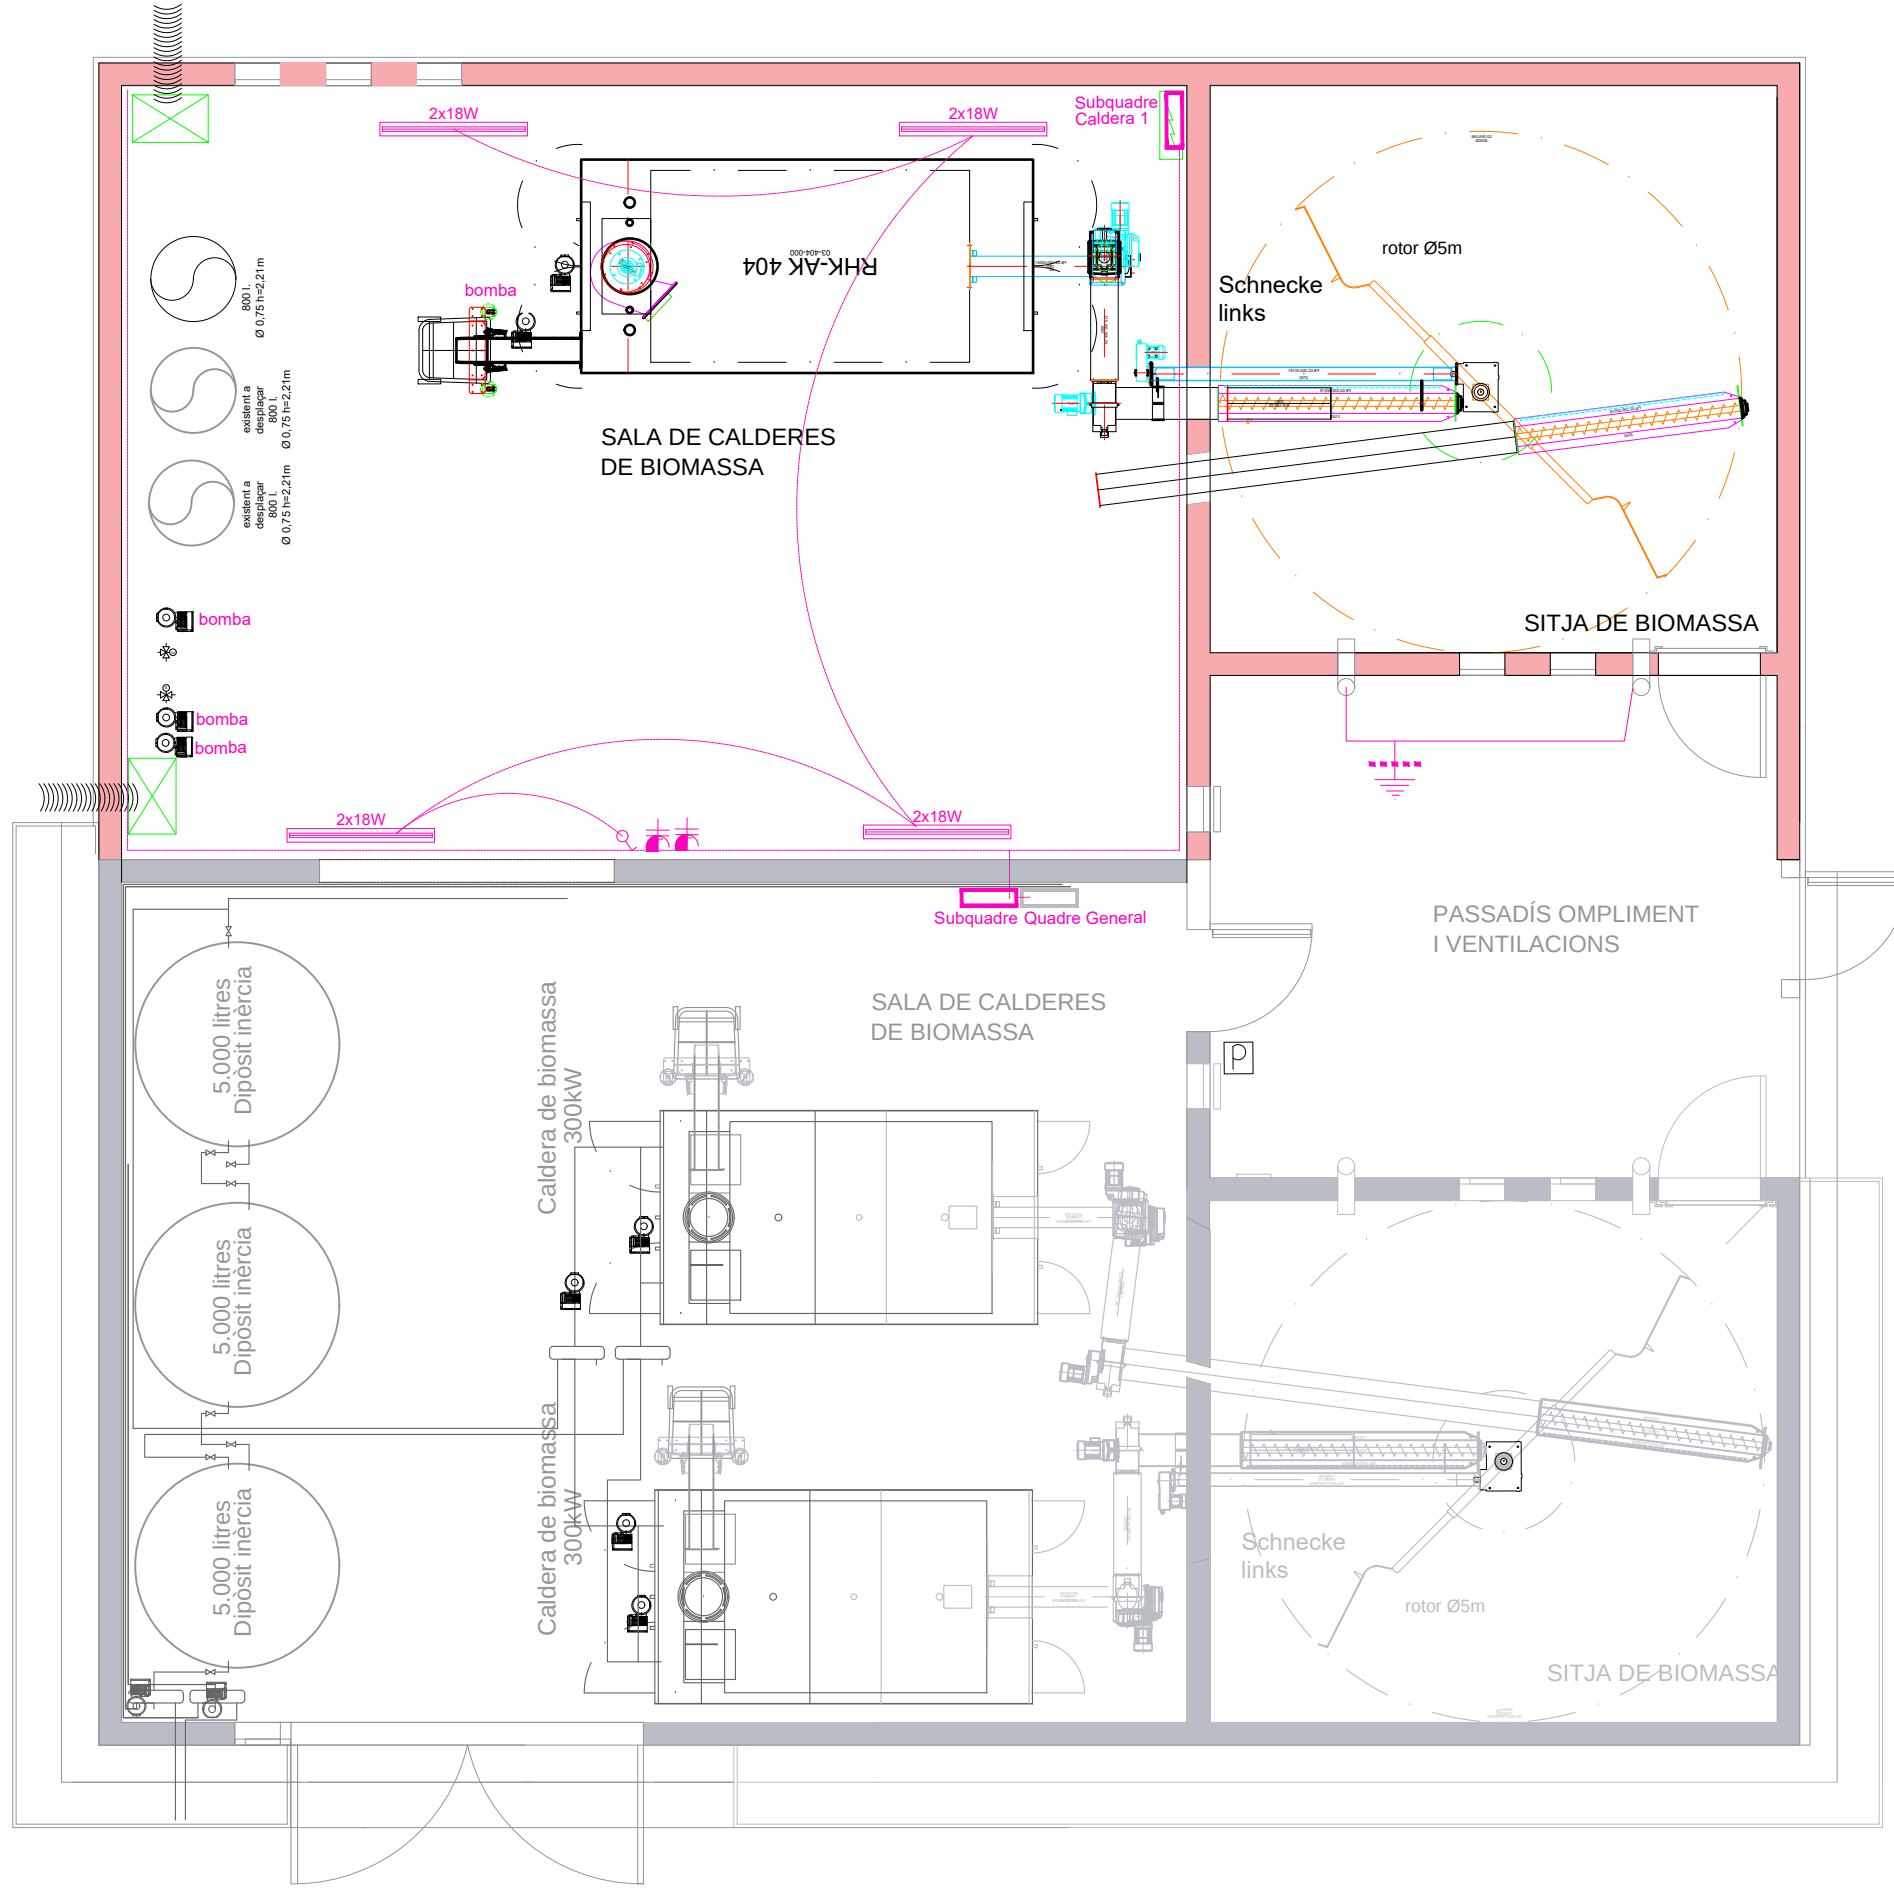 2x18W
2x18W
Subquadre
Caldera 1
rotor Ø5m
Schnecke
links
RHK-AK 404
03-404-000
bomba
800 l.
Ø 0,75 h=2,21m
existent a
desplaçar
800 l.
Ø 0,75 h=2,21m
existent a
desplaçar
800 l.
Ø 0,75 h=2,21m
SALA DE CALDERES
DE BIOMASSA
SITJA DE BIOMASSA
bomba
bomba
bomba
2x18W
2x18W
Subquadre Quadre General
PASSADÍS OMPLIMENT
I VENTILACIONS
SALA DE CALDERES
DE BIOMASSA
P
5.000 litres
Dipòsit inèrcia
Caldera de biomassa
300kW
5.000 litres
Dipòsit inèrcia
Caldera de biomassa
300kW
5.000 litres
Dipòsit inèrcia
Schnecke
links
rotor Ø5m
SITJA DE BIOMASSA